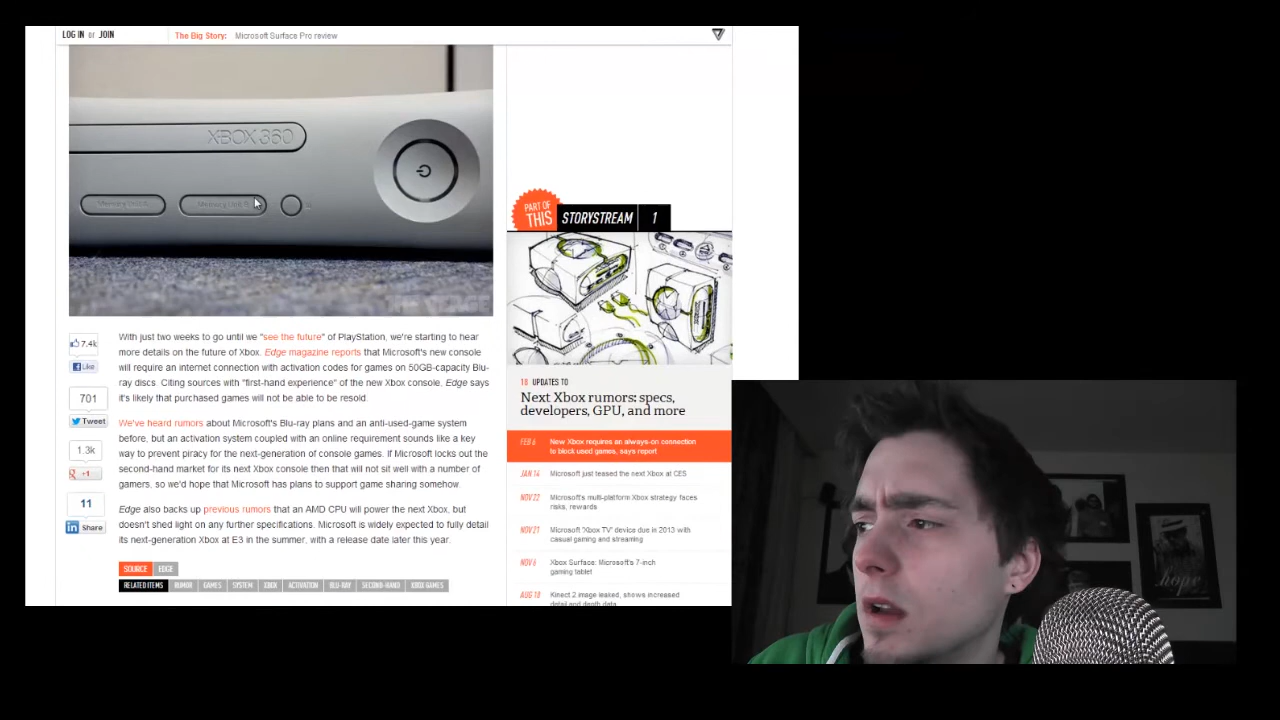 LOG IN or JOIN
The Big Story: Microsoft Surface Pro review
XBOX 360
Memory Unit A
Memory Unit B
THE VERGE
PART OF THIS
STORYSTREAM 1
7.4k
Like
701
Tweet
1.3k
+1
11
in Share
With just two weeks to go until we "see the future" of PlayStation, we're starting to hear
more details on the future of Xbox. Edge magazine reports that Microsoft's new console
will require an internet connection with activation codes for games on 50GB-capacity Blu-
ray discs. Citing sources with "first-hand experience" of the new Xbox console, Edge says
it's likely that purchased games will not be able to be resold.
We've heard rumors about Microsoft's Blu-ray plans and an anti-used-game system
before, but an activation system coupled with an online requirement sounds like a key
way to prevent piracy for the next-generation of console games. If Microsoft locks out the
second-hand market for its next Xbox console then that will not sit well with a number of
gamers, so we'd hope that Microsoft has plans to support game sharing somehow.
Edge also backs up previous rumors that an AMD CPU will power the next Xbox, but
doesn't shed light on any further specifications. Microsoft is widely expected to fully detail
its next-generation Xbox at E3 in the summer, with a release date later this year.
SOURCE EDGE
RELATED ITEMS RUMOR GAMES SYSTEM XBOX ACTIVATION BLU-RAY SECOND-HAND XBOX GAMES
18 UPDATES TO
Next Xbox rumors: specs,
developers, GPU, and more
FEB 6 New Xbox requires an always-on connection
to block used games, says report
JAN 14 Microsoft just teased the next Xbox at CES
NOV 22 Microsoft's multi-platform Xbox strategy faces
risks, rewards
NOV 21 Microsoft 'Xbox TV' device due in 2013 with
casual gaming and streaming
NOV 6 Xbox Surface: Microsoft's 7-inch
gaming tablet
AUG 10 Kinect 2 image leaked, shows increased
detail and depth data
hope